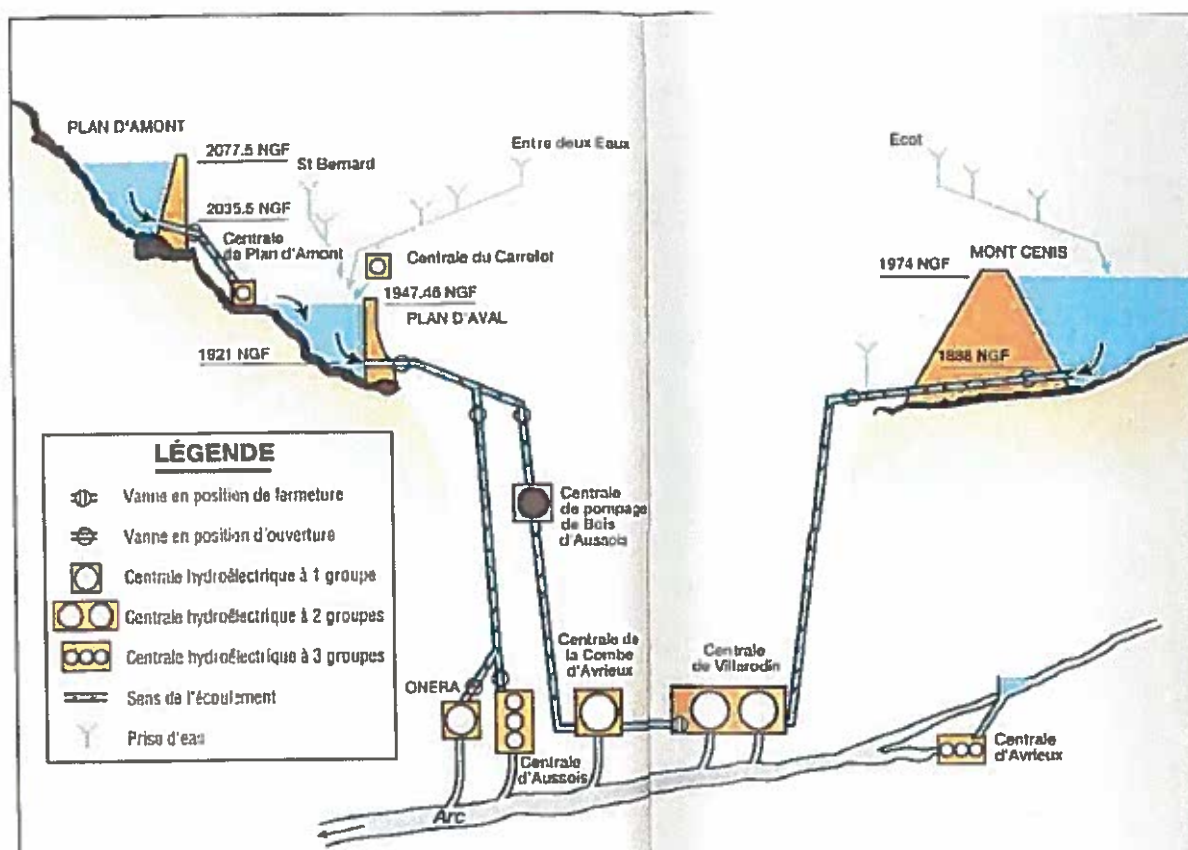 PLAN D'AMONT
2077.5 NGF
St Bernard
Entre deux Eaux
Ecot
2035.5 NGF
Centrale
de Plan d'Amont
Centrale du Carrelot
MONT CENIS
1974 NGF
1947.46 NGF
PLAN D'AVAL
1921 NGF
1888 NGF
LÉGENDE
Vanne en position de fermeture
Vanne en position d'ouverture
Centrale hydroélectrique à 1 groupe
Centrale hydroélectrique à 2 groupes
Centrale hydroélectrique à 3 groupes
Sens de l'écoulement
Prise d'eau
Centrale
de pompage
de Bois
d'Aussois
Centrale de
la Combe
d'Avrieux
Centrale
de Villarodin
ONERA
Centrale
d'Aussois
Centrale
d'Avrieux
Arc